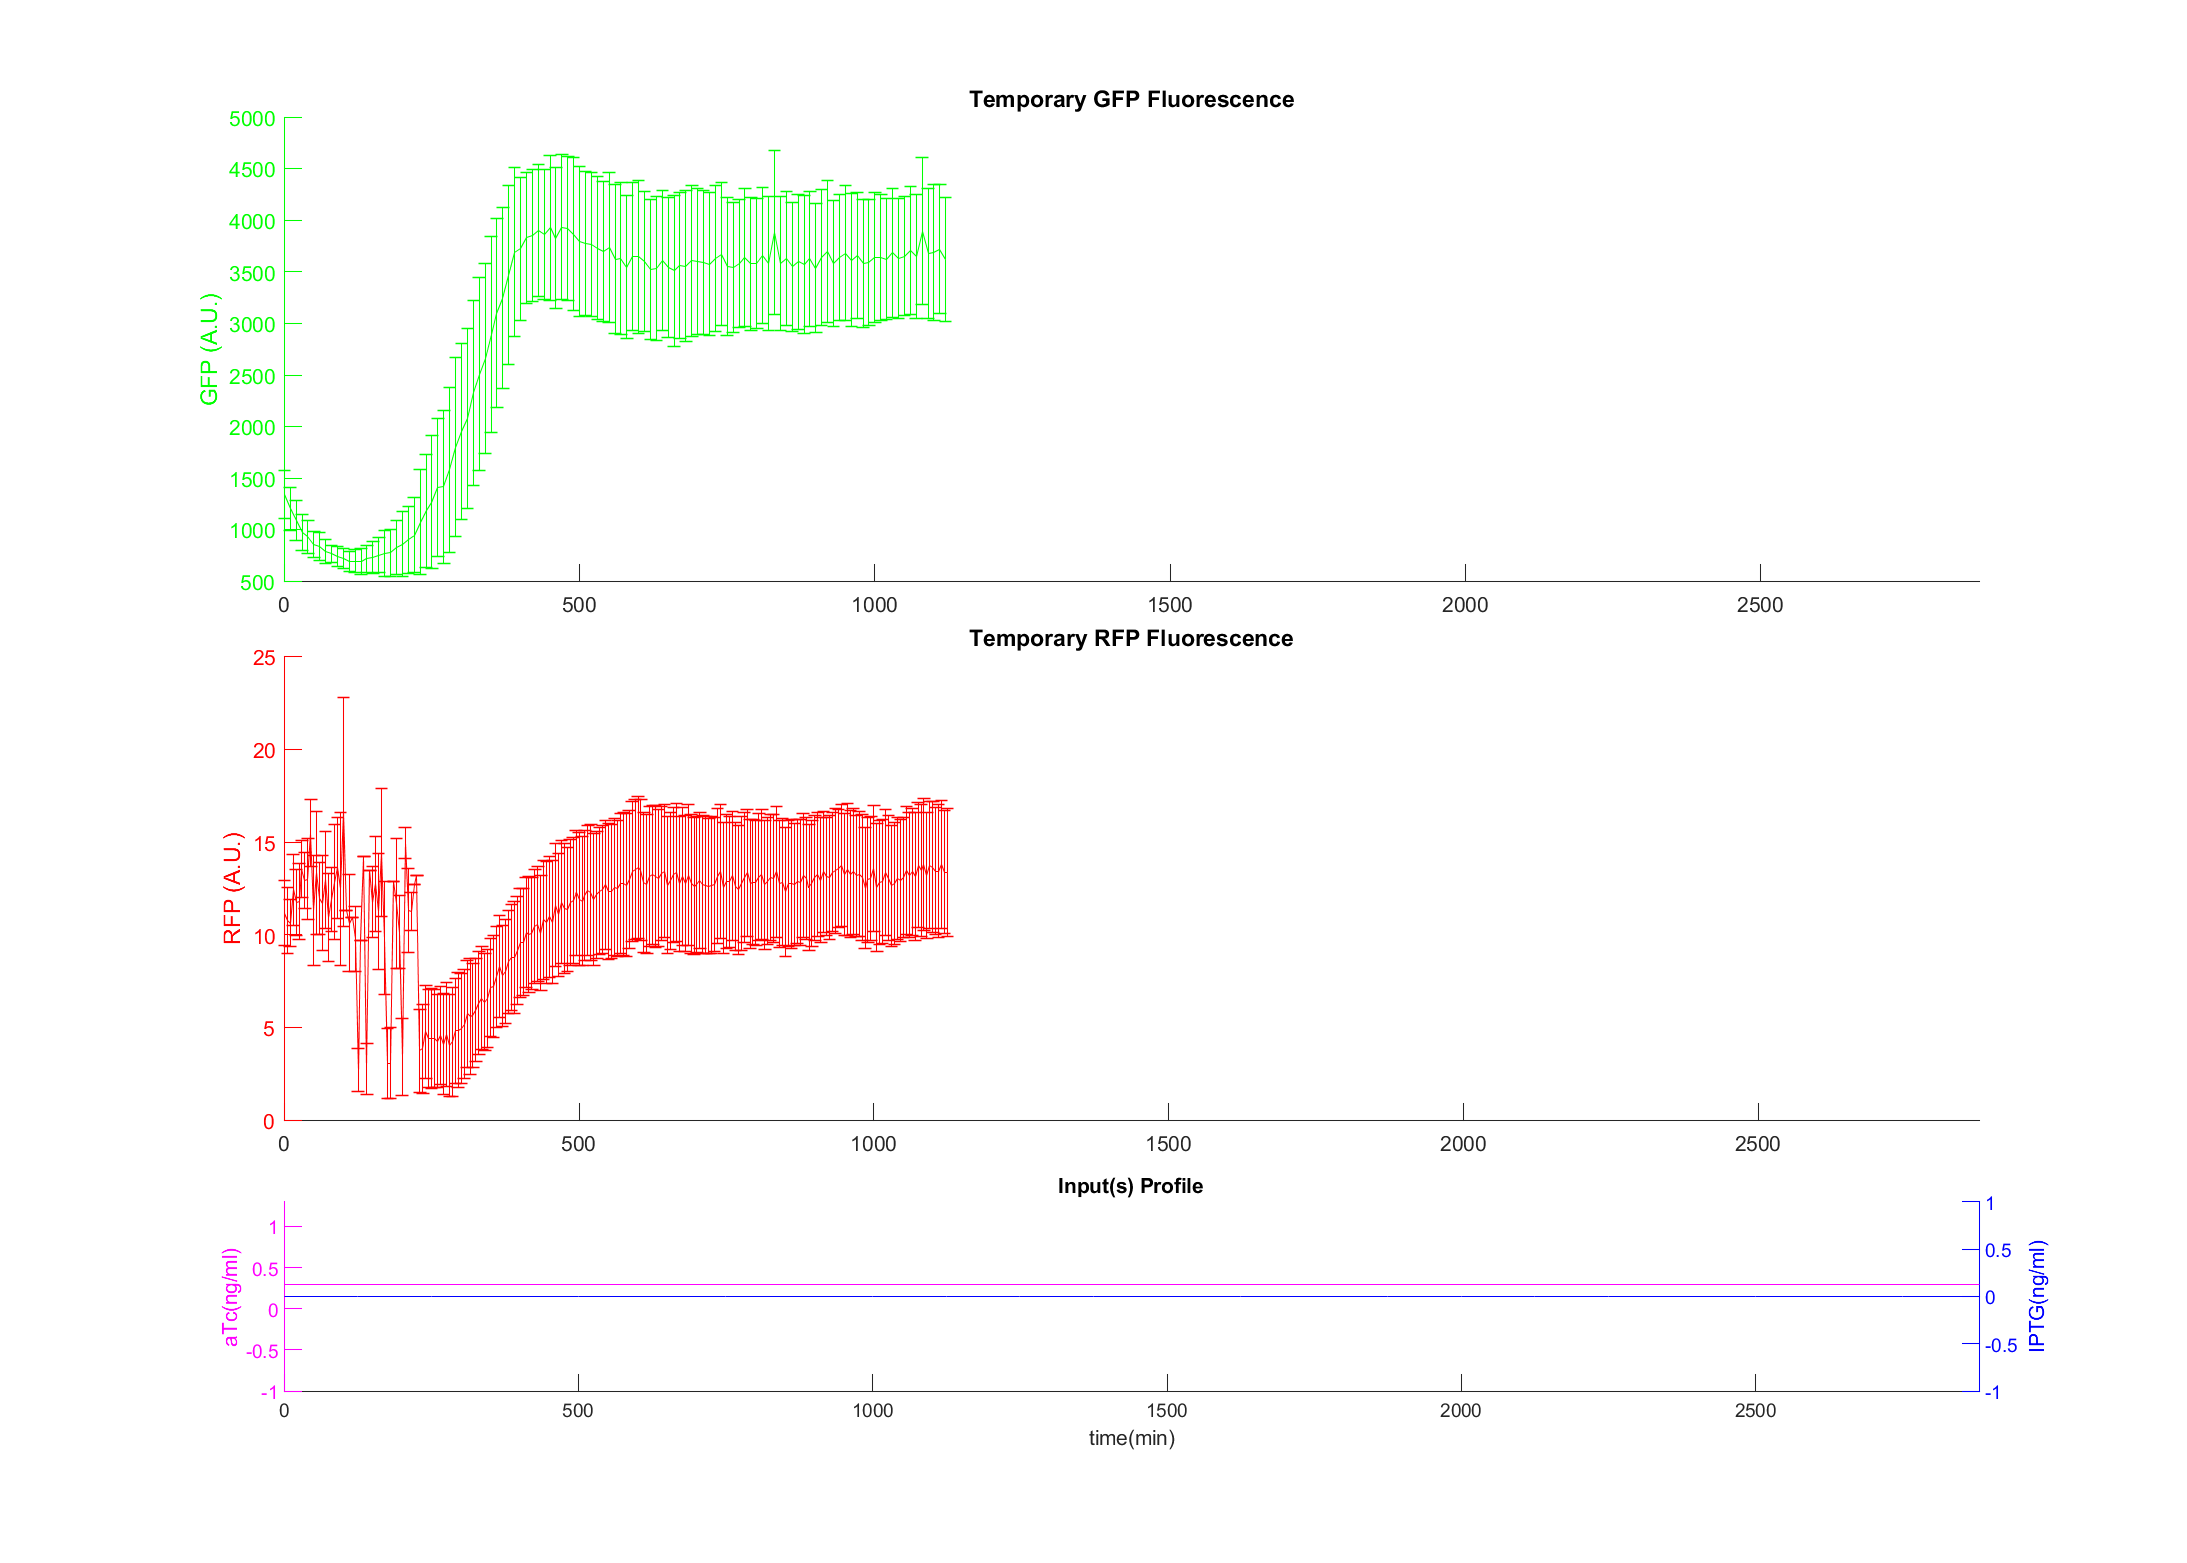 Temporary GFP Fluorescence
5000
4500
4000
3500
3000
2500
2000
1500
1000
500
GFP (A.U.)
0 500 1000 1500 2000 2500
Temporary RFP Fluorescence
25
20
15
10
5
0
RFP (A.U.)
0 500 1000 1500 2000 2500
Input(s) Profile
1
0.5
0
-0.5
-1
aTc(ng/ml)
1
0.5
0
-0.5
-1
IPTG(ng/ml)
0 500 1000 1500 2000 2500
time(min)